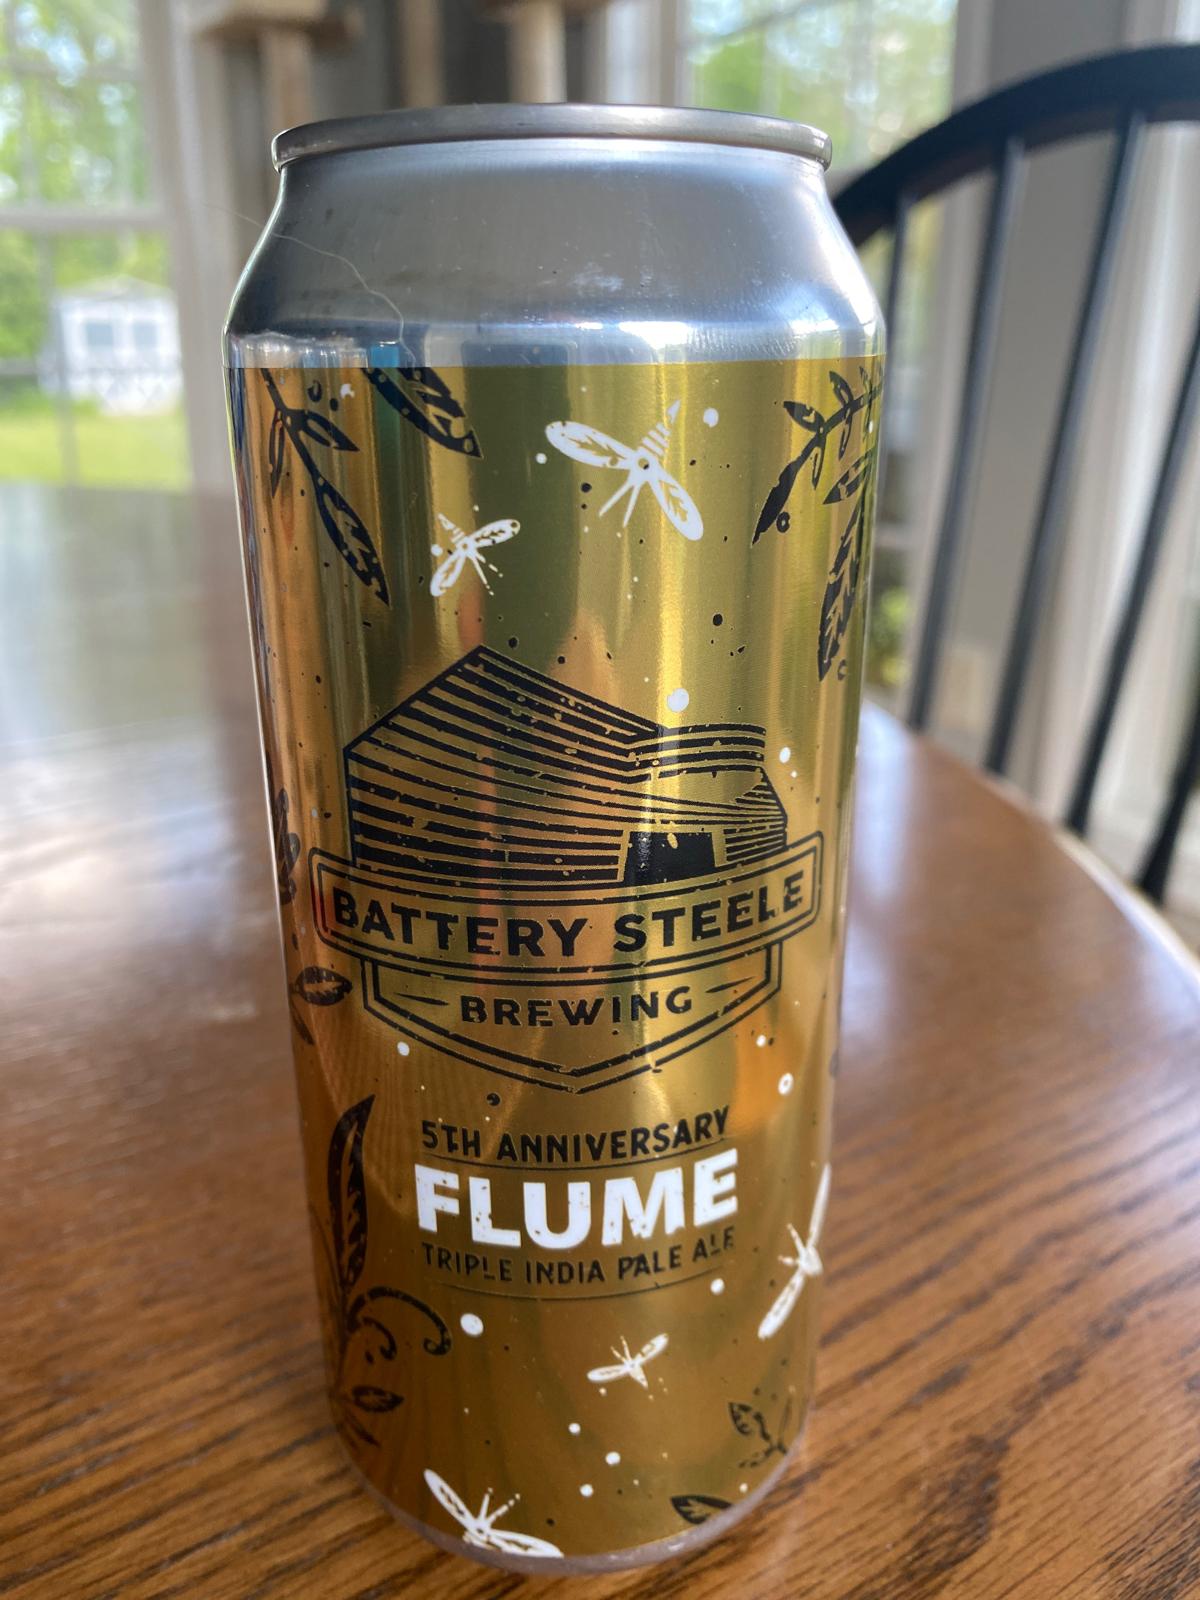 BATTERY STEELE
BREWING
5TH ANNIVERSARY
FLUME
TRIPLE INDIA PALE ALE